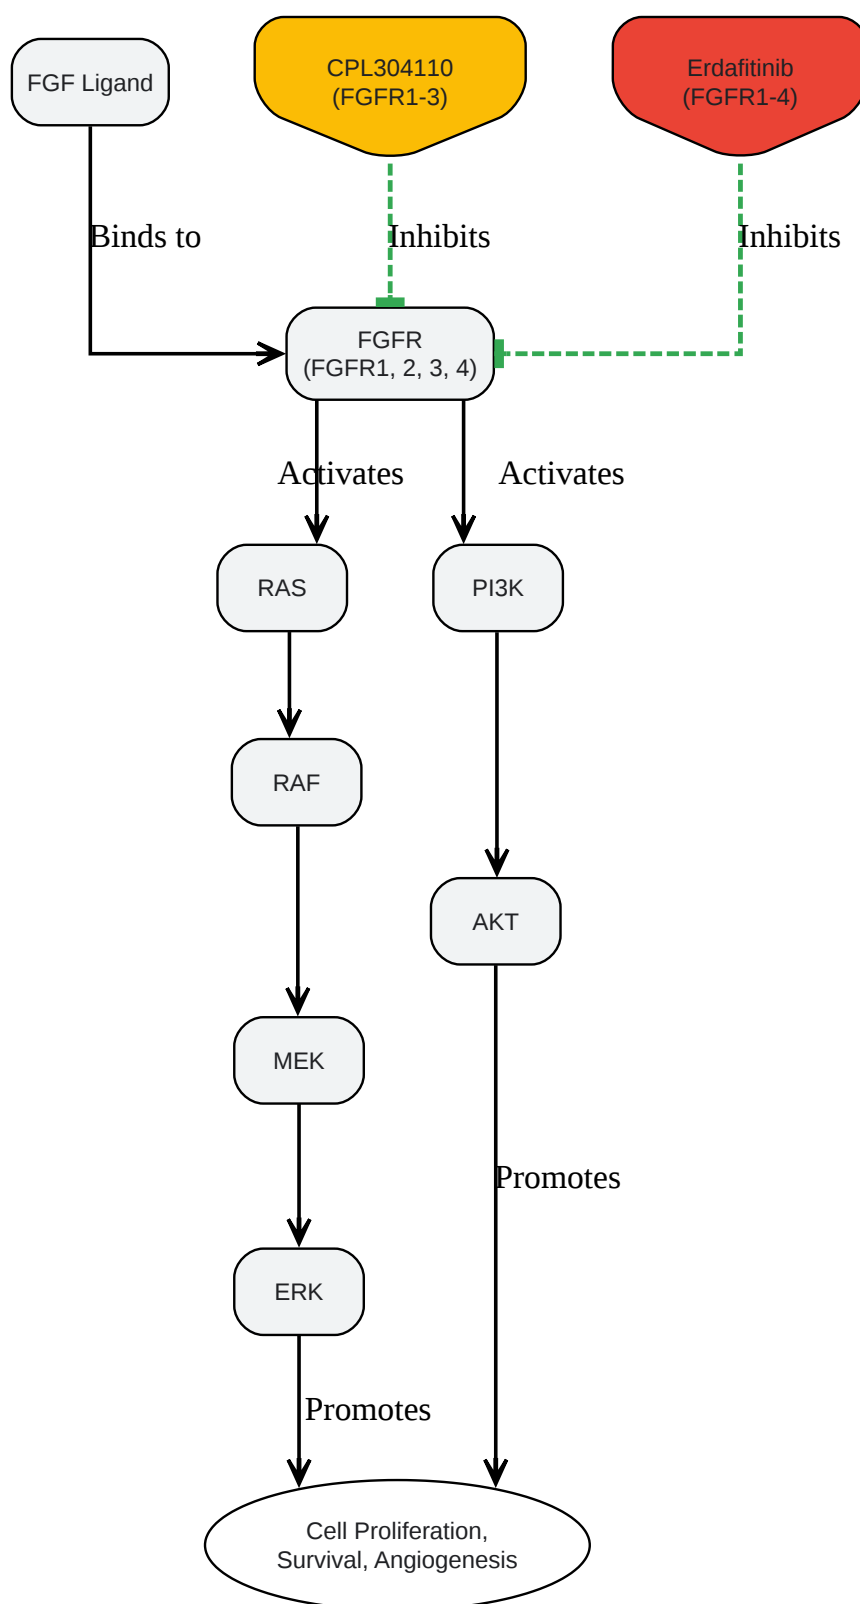 FGF Ligand
CPL304110
(FGFR1-3)
Erdafitinib
(FGFR1-4)
Binds to
Inhibits
Inhibits
FGFR
(FGFR1, 2, 3, 4)
Activates
Activates
RAS
PI3K
RAF
AKT
MEK
Promotes
ERK
Promotes
Cell Proliferation,
Survival, Angiogenesis